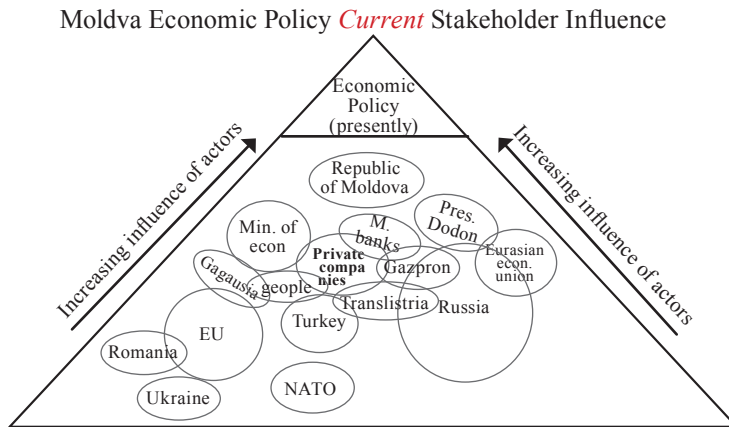 Moldva Economic Policy Current Stakeholder Influence
Economic
Policy
(presently)
Increasing influence of actors
Increasing influence of actors
Republic
of Moldova
Pres.
Dodon
M.
banks
Min. of
econ
Private
compa
nies
Gazpron
Eurasian
econ.
union
Gagausia
geople
Translistria
Russia
Turkey
EU
Romania
Ukraine
NATO